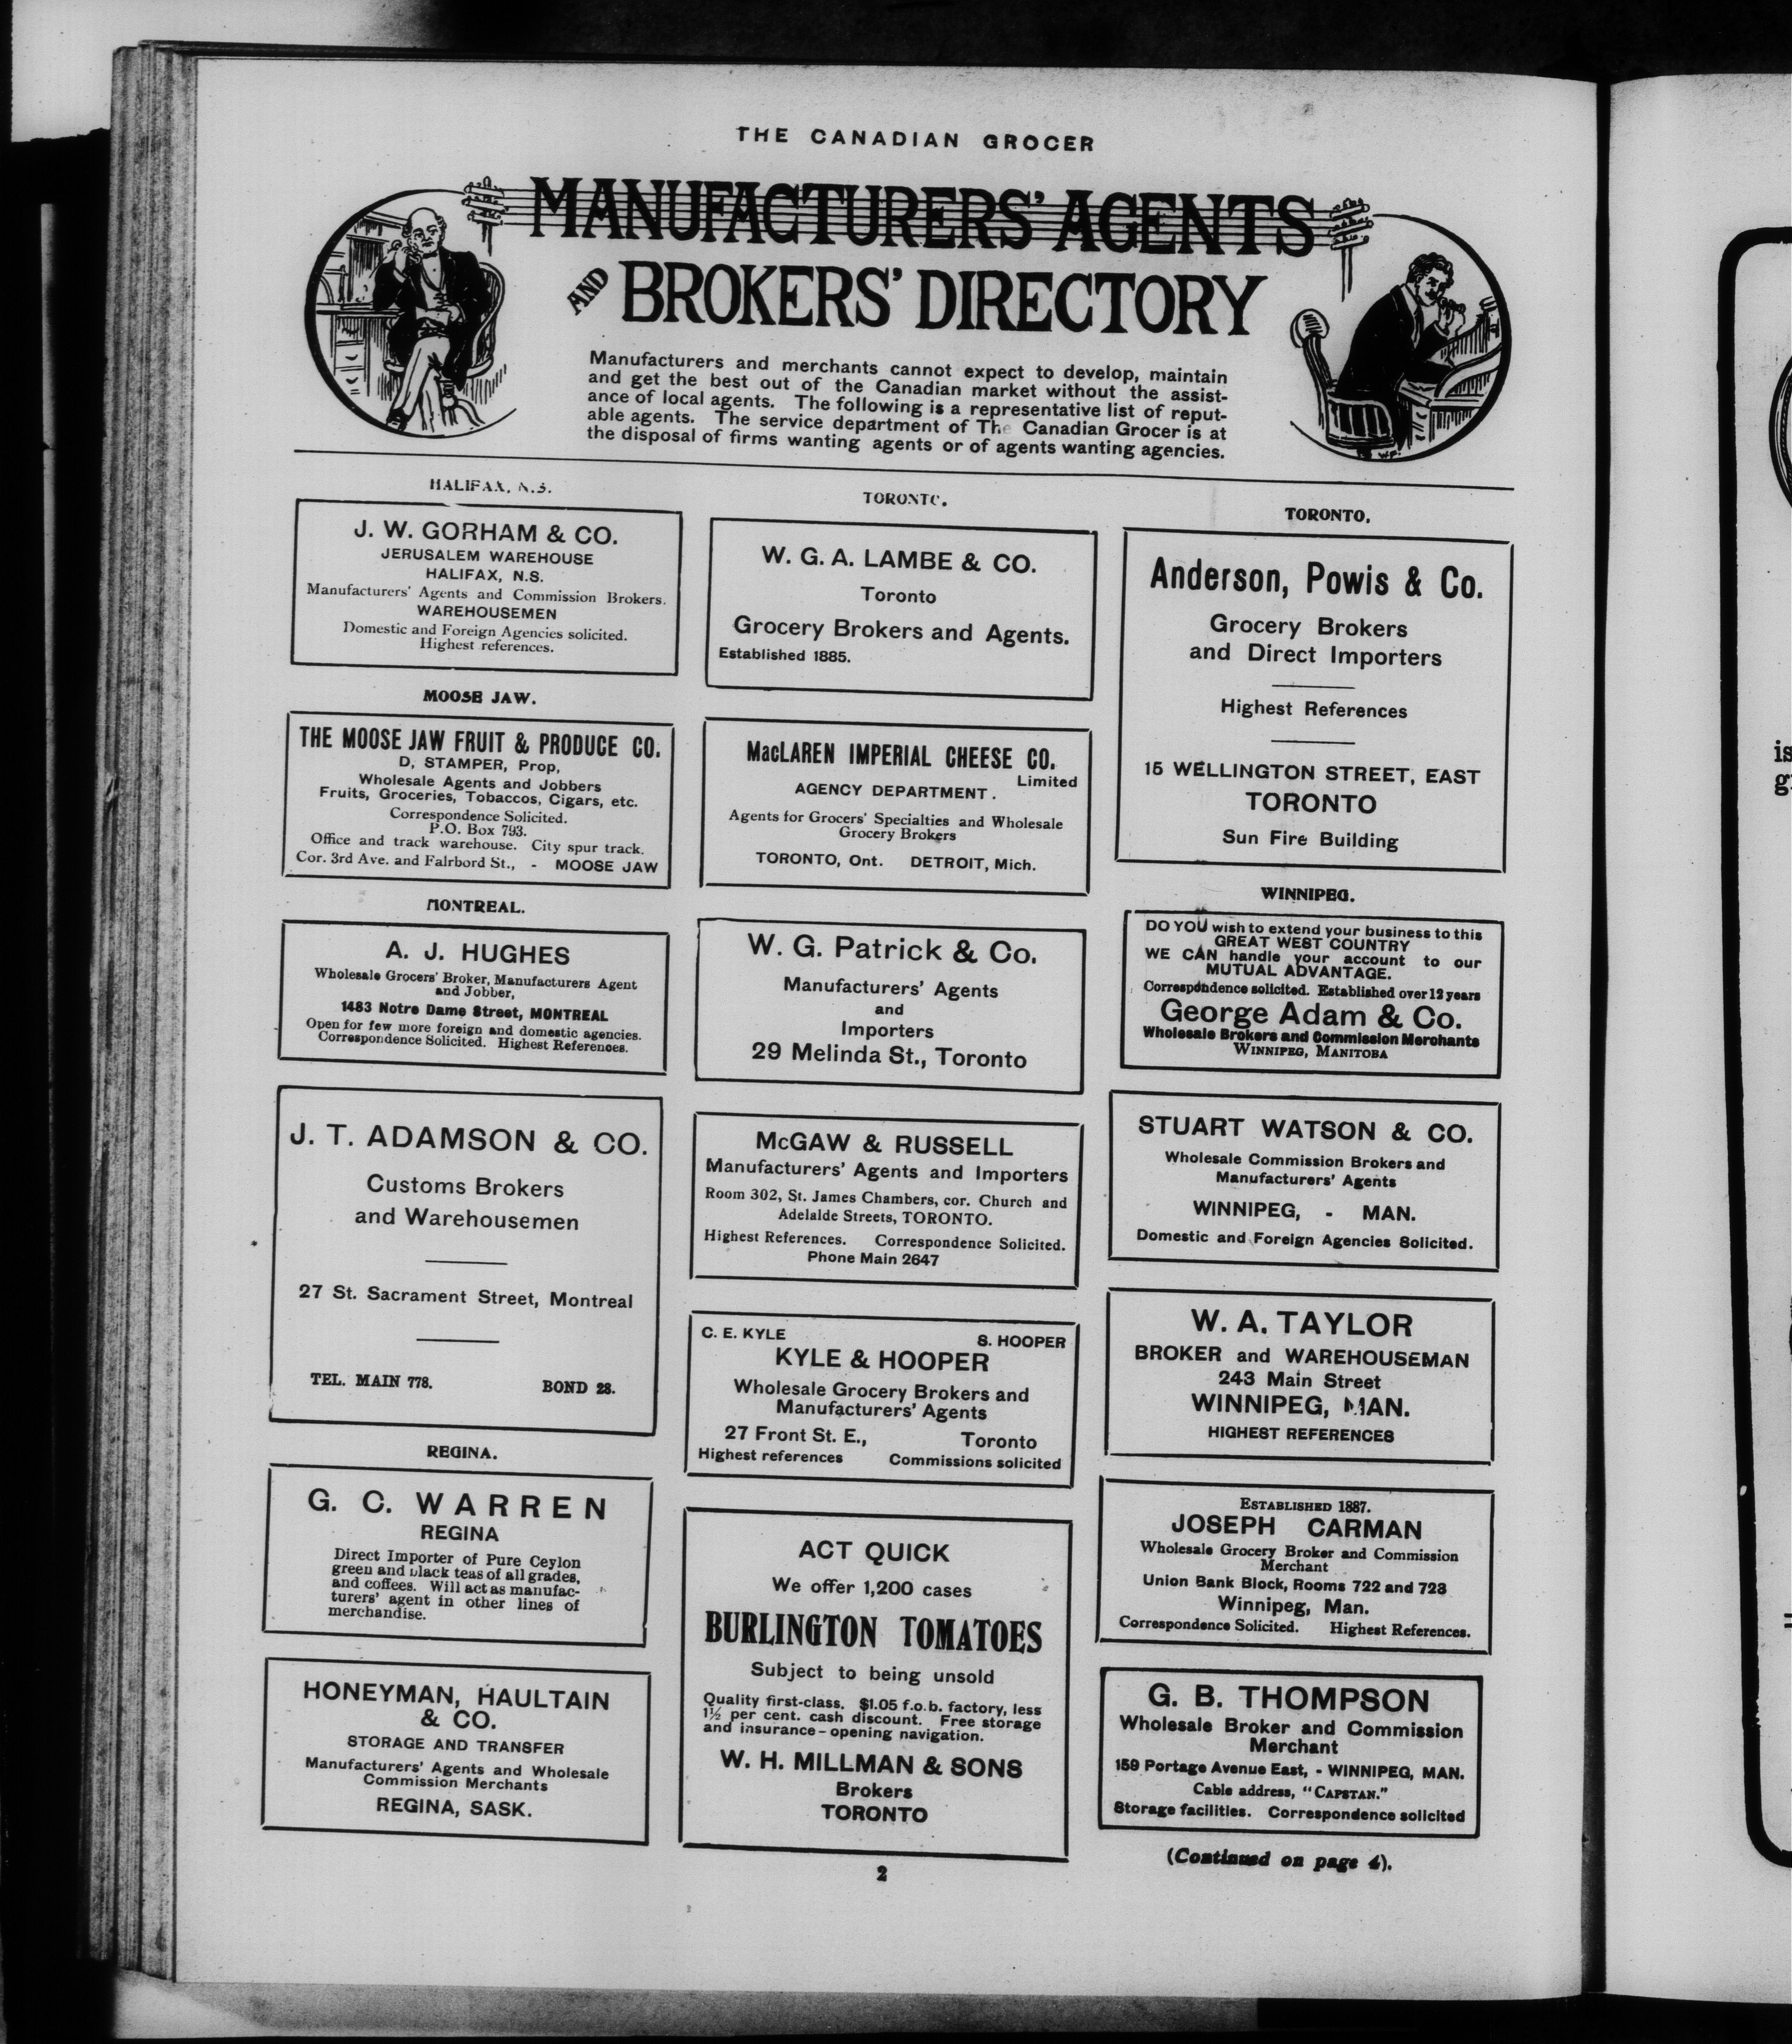 THE CANADIAN GROCER
MANUFACTURERS' AGENTS
AND BROKERS' DIRECTORY
Manufacturers and merchants cannot expect to develop, maintain
and get the best out of the Canadian market without the assist-
ance of local agents. The following is a representative list of reput-
able agents. The service department of The Canadian Grocer is at
the disposal of firms wanting agents or of agents wanting agencies.
HALIFAX, N.S.
J. W. GORHAM & CO.
JERUSALEM WAREHOUSE
HALIFAX, N.S.
Manufacturers' Agents and Commission Brokers.
WAREHOUSEMEN
Domestic and Foreign Agencies solicited.
Highest references.
MOOSE JAW.
THE MOOSE JAW FRUIT & PRODUCE CO.
D, STAMPER, Prop,
Wholesale Agents and Jobbers
Fruits, Groceries, Tobaccos, Cigars, etc.
Correspondence Solicited.
P.O. Box 793.
Office and track warehouse. City spur track.
Cor. 3rd Ave. and Fairbord St., - MOOSE JAW
MONTREAL.
A. J. HUGHES
Wholesale Grocers' Broker, Manufacturers Agent
and Jobber,
1483 Notre Dame Street, MONTREAL
Open for few more foreign and domestic agencies.
Correspondence Solicited. Highest References.
J. T. ADAMSON & CO.
Customs Brokers
and Warehousemen
27 St. Sacrament Street, Montreal
TEL. MAIN 778. BOND 28.
REGINA.
G. C. WARREN
REGINA
Direct Importer of Pure Ceylon
green and black teas of all grades,
and coffees. Will act as manufac-
turers' agent in other lines of
merchandise.
HONEYMAN, HAULTAIN
& CO.
STORAGE AND TRANSFER
Manufacturers' Agents and Wholesale
Commission Merchants
REGINA, SASK.
TORONTO.
W. G. A. LAMBE & CO.
Toronto
Grocery Brokers and Agents.
Established 1885.
MacLAREN IMPERIAL CHEESE CO.
Limited
AGENCY DEPARTMENT.
Agents for Grocers' Specialties and Wholesale
Grocery Brokers
TORONTO, Ont. DETROIT, Mich.
W. G. Patrick & Co.
Manufacturers' Agents
and
Importers
29 Melinda St., Toronto
McGAW & RUSSELL
Manufacturers' Agents and Importers
Room 302, St. James Chambers, cor. Church and
Adelaide Streets, TORONTO.
Highest References. Correspondence Solicited.
Phone Main 2647
C. E. KYLE S. HOOPER
KYLE & HOOPER
Wholesale Grocery Brokers and
Manufacturers' Agents
27 Front St. E., Toronto
Highest references Commissions solicited
ACT QUICK
We offer 1,200 cases
BURLINGTON TOMATOES
Subject to being unsold
Quality first-class. $1.05 f.o.b. factory, less
1½ per cent. cash discount. Free storage
and insurance – opening navigation.
W. H. MILLMAN & SONS
Brokers
TORONTO
TORONTO.
Anderson, Powis & Co.
Grocery Brokers
and Direct Importers
Highest References
15 WELLINGTON STREET, EAST
TORONTO
Sun Fire Building
WINNIPEG.
DO YOU wish to extend your business to this
GREAT WEST COUNTRY
WE CAN handle your account to our
MUTUAL ADVANTAGE.
Correspondence solicited. Established over 12 years
George Adam & Co.
Wholesale Brokers and Commission Merchants
WINNIPEG, MANITOBA
STUART WATSON & CO.
Wholesale Commission Brokers and
Manufacturers' Agents
WINNIPEG, - MAN.
Domestic and Foreign Agencies Solicited.
W. A. TAYLOR
BROKER and WAREHOUSEMAN
243 Main Street
WINNIPEG, MAN.
HIGHEST REFERENCES
ESTABLISHED 1887.
JOSEPH CARMAN
Wholesale Grocery Broker and Commission
Merchant
Union Bank Block, Rooms 722 and 723
Winnipeg, Man.
Correspondence Solicited. Highest References.
G. B. THOMPSON
Wholesale Broker and Commission
Merchant
159 Portage Avenue East, - WINNIPEG, MAN.
Cable address, "CAPSTAN."
Storage facilities. Correspondence solicited
(Continued on page 4).
2